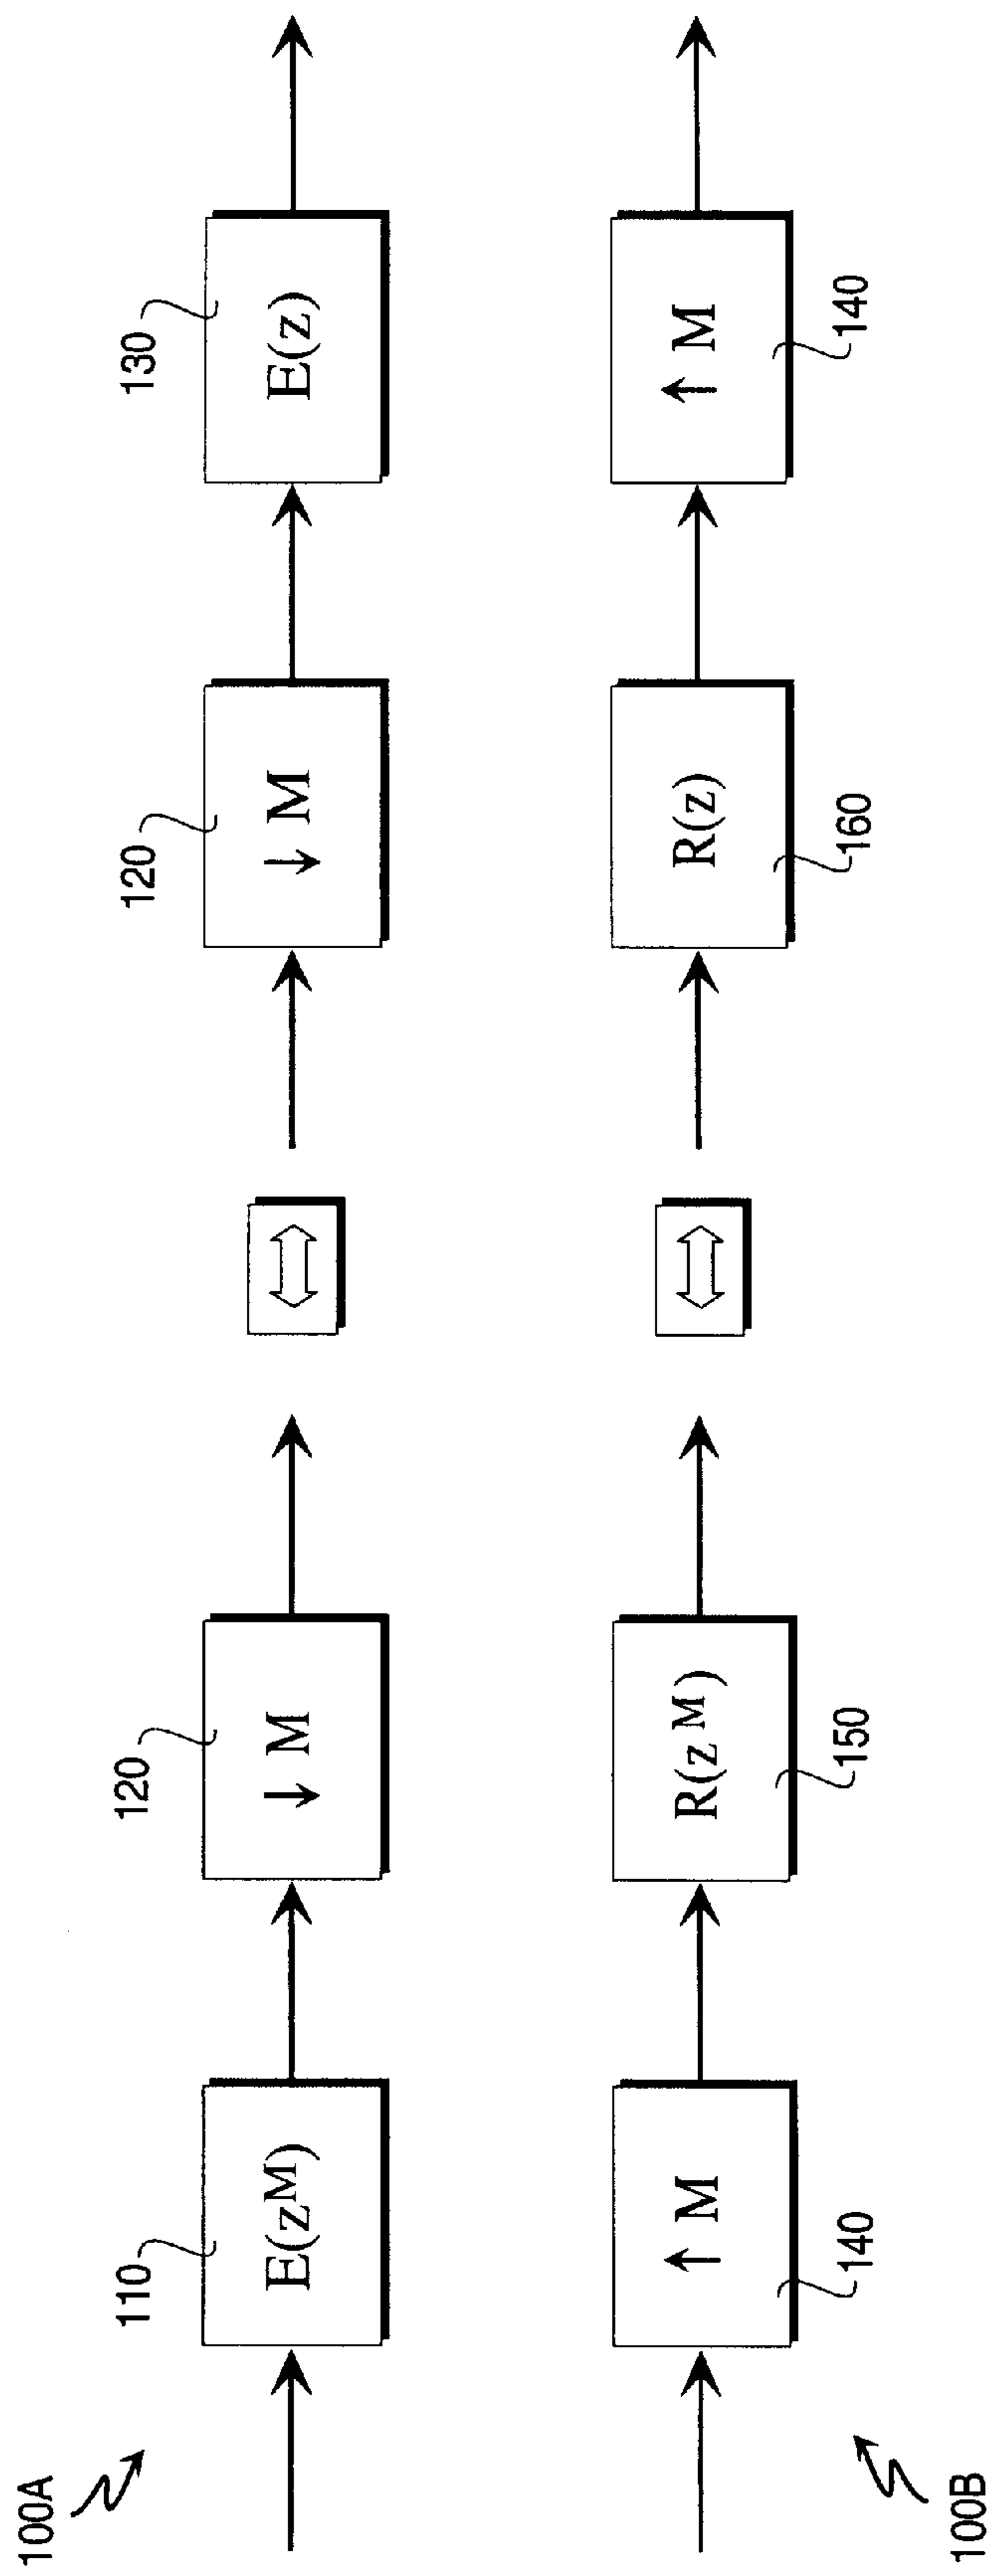 100A
110
120
120
130
E(z^M)
↓ M
⇔
↓ M
E(z)
↑ M
R(z^M)
⇔
R(z)
↑ M
140
150
160
140
100B